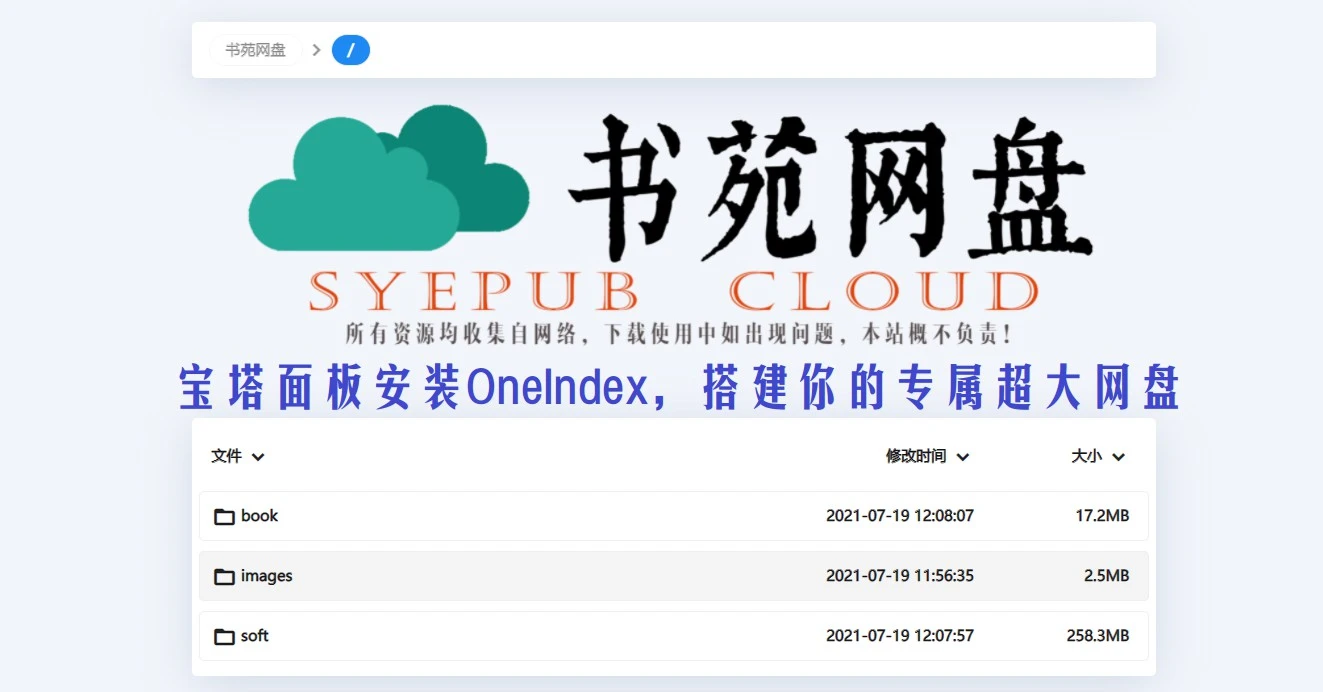 书苑网盘 > /
书苑网盘
SYEPUB CLOUD
所有资源均收集自网络，下载使用中如出现问题，本站概不负责！
宝塔面板安装OneIndex，搭建你的专属超大网盘
文件 修改时间 大小
book 2021-07-19 12:08:07 17.2MB
images 2021-07-19 11:56:35 2.5MB
soft 2021-07-19 12:07:57 258.3MB